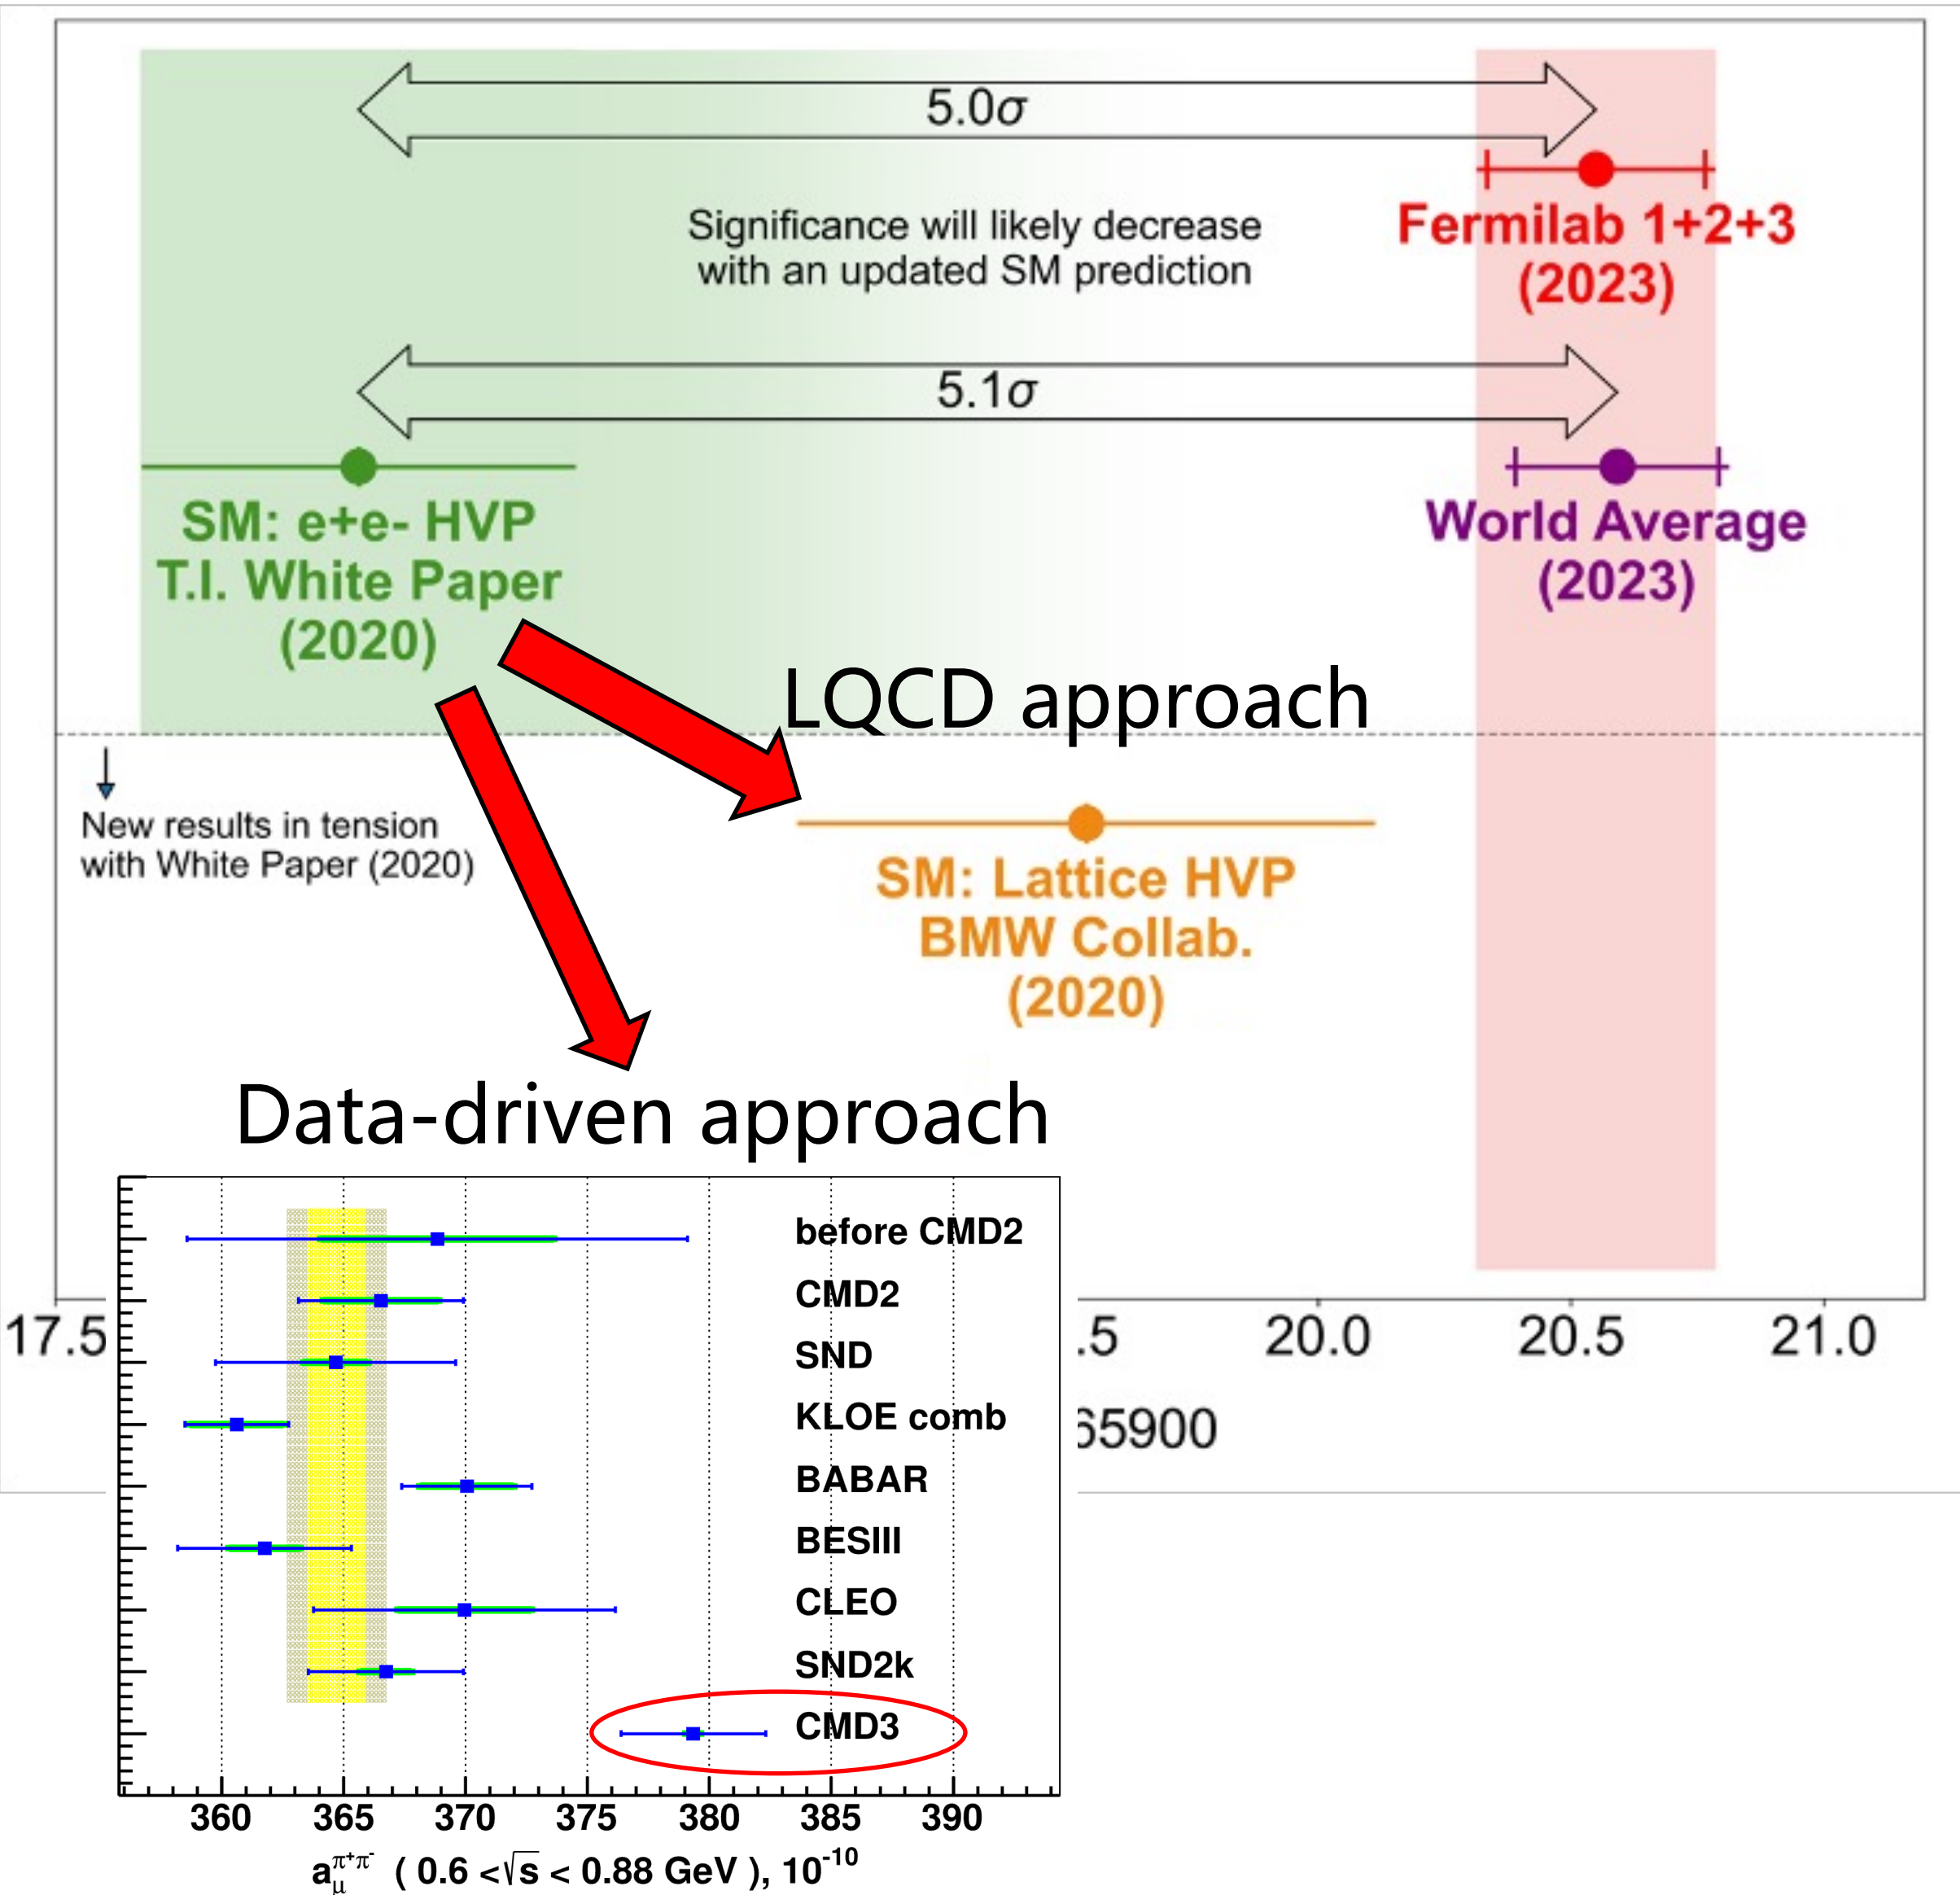 5.0σ
Significance will likely decrease
with an updated SM prediction
Fermilab 1+2+3
(2023)
5.1σ
SM: e+e- HVP
T.I. White Paper
(2020)
World Average
(2023)
LQCD approach
New results in tension
with White Paper (2020)
SM: Lattice HVP
BMW Collab.
(2020)
Data-driven approach
17.5 .5 20.0 20.5 21.0
65900
before CMD2
CMD2
SND
KLOE comb
BABAR
BESIII
CLEO
SND2k
CMD3
360 365 370 375 380 385 390
a_μ^{π⁺π⁻} ( 0.6 <√s < 0.88 GeV ), 10⁻¹⁰